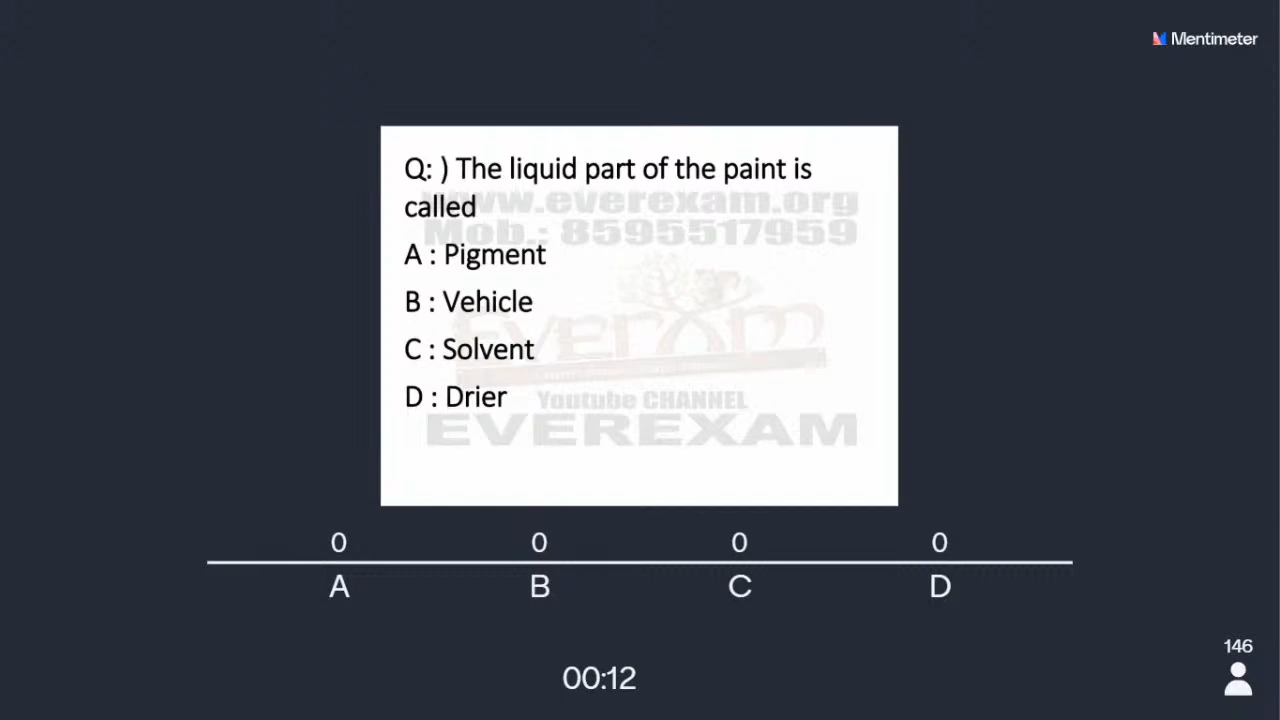 Mentimeter
Q: ) The liquid part of the paint is
called
www.everexam.org
Mob.: 8595517959
A : Pigment
B : Vehicle
C : Solvent
D : Drier
Youtube CHANNEL
EVEREXAM
0 0 0 0
A B C D
00:12
146